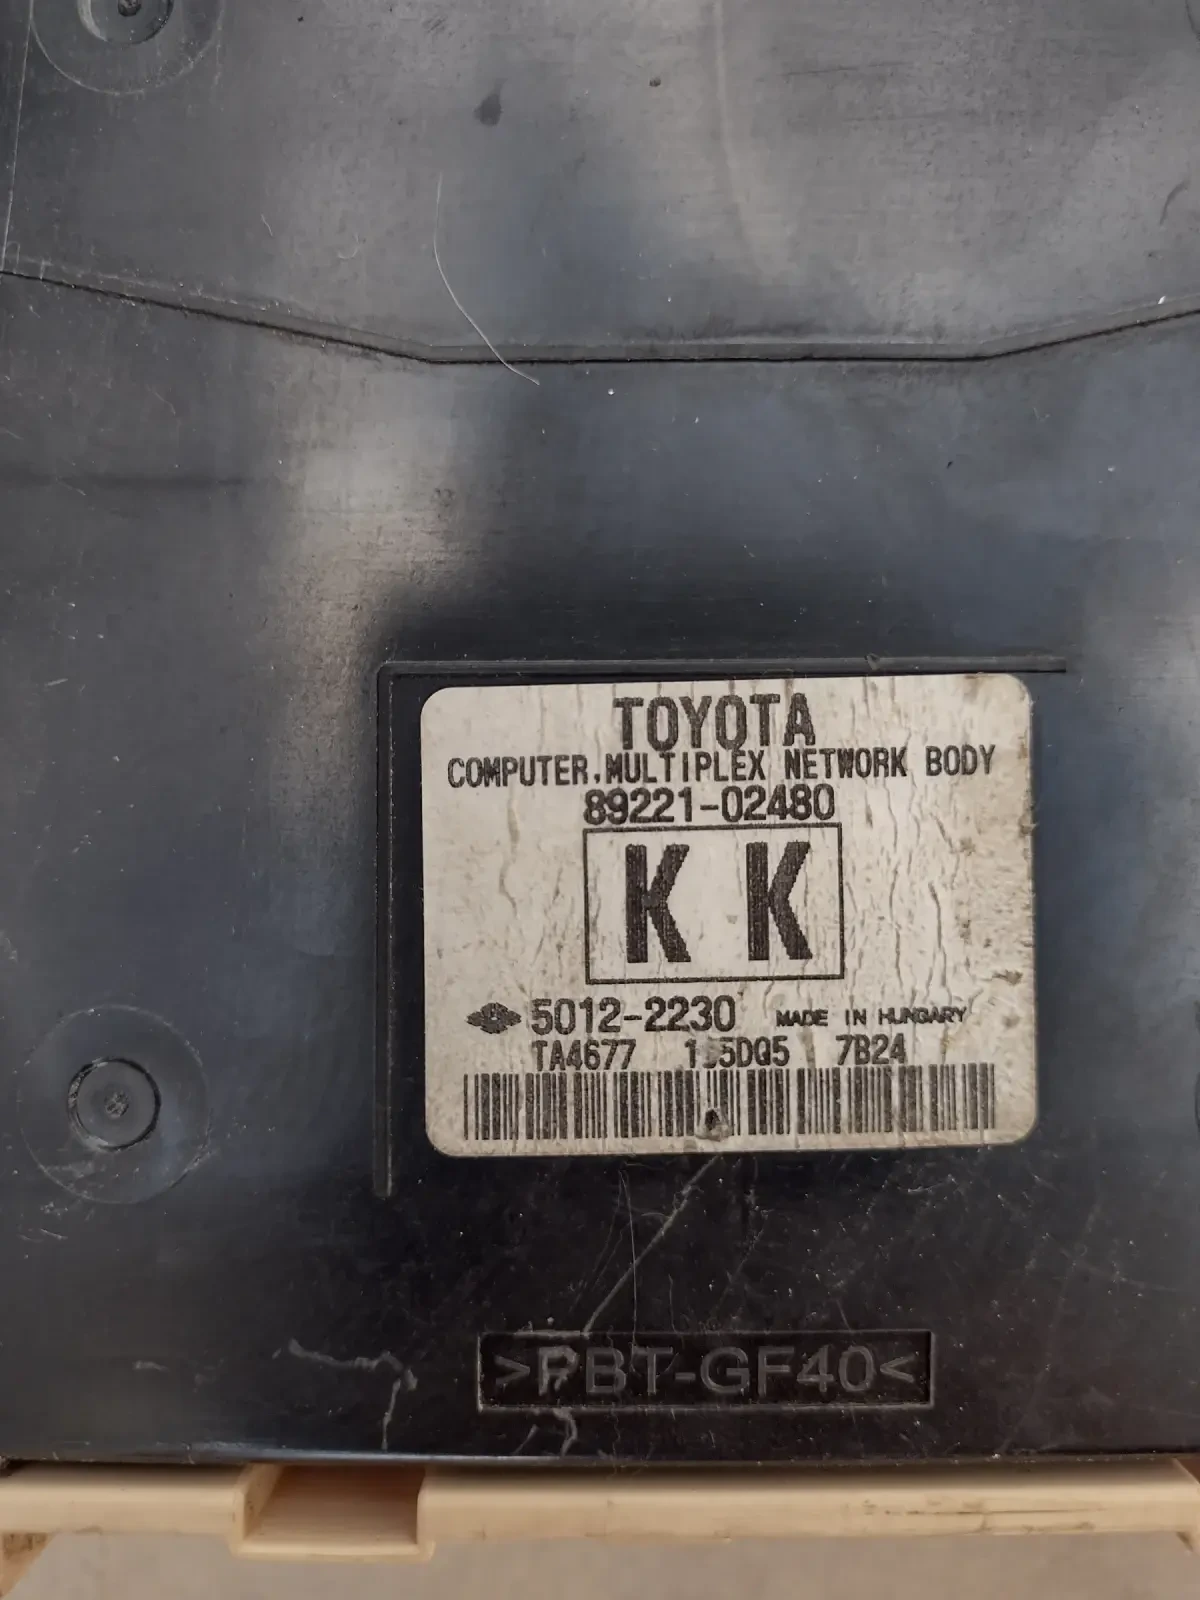 TOYOTA
COMPUTER,MULTIPLEX NETWORK BODY
89221-02480
K K
5012-2230 MADE IN HUNGARY
TA4677 7B24
>PBT-GF40<